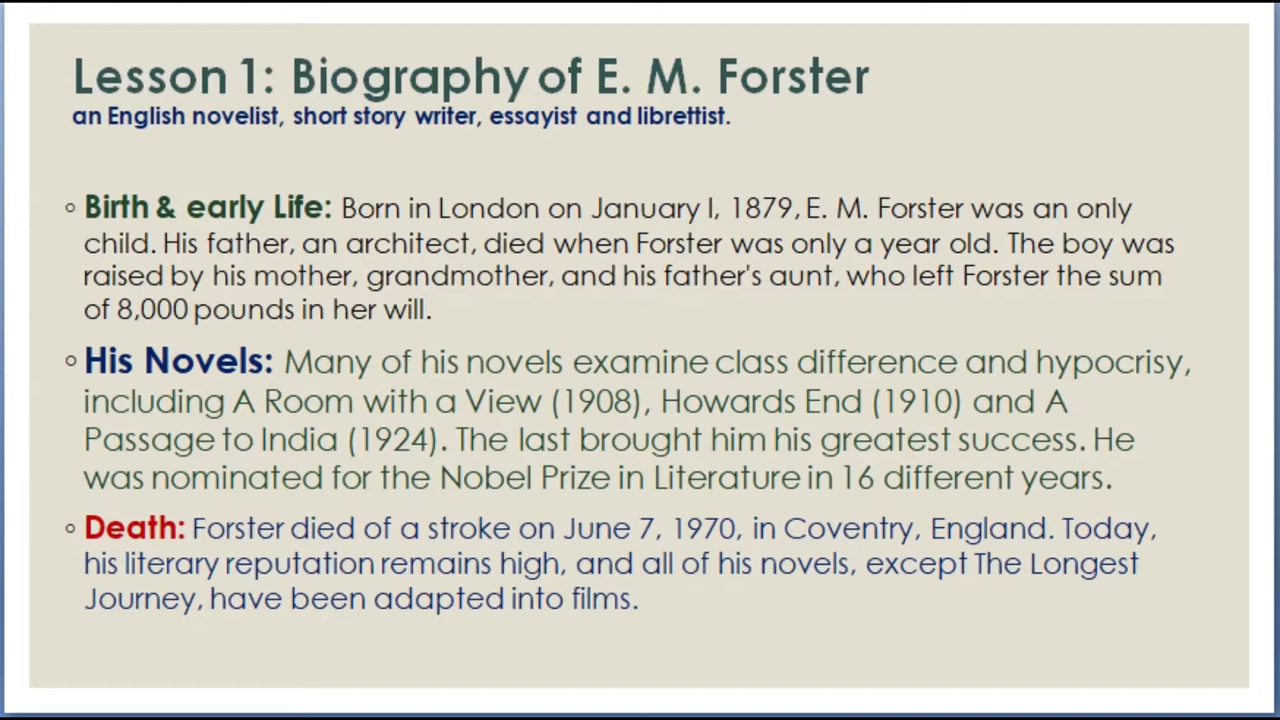 Lesson 1: Biography of E. M. Forster
an English novelist, short story writer, essayist and librettist.
◦ Birth & early Life: Born in London on January l, 1879, E. M. Forster was an only
child. His father, an architect, died when Forster was only a year old. The boy was
raised by his mother, grandmother, and his father's aunt, who left Forster the sum
of 8,000 pounds in her will.
◦ His Novels: Many of his novels examine class difference and hypocrisy,
including A Room with a View (1908), Howards End (1910) and A
Passage to India (1924). The last brought him his greatest success. He
was nominated for the Nobel Prize in Literature in 16 different years.
◦ Death: Forster died of a stroke on June 7, 1970, in Coventry, England. Today,
his literary reputation remains high, and all of his novels, except The Longest
Journey, have been adapted into films.